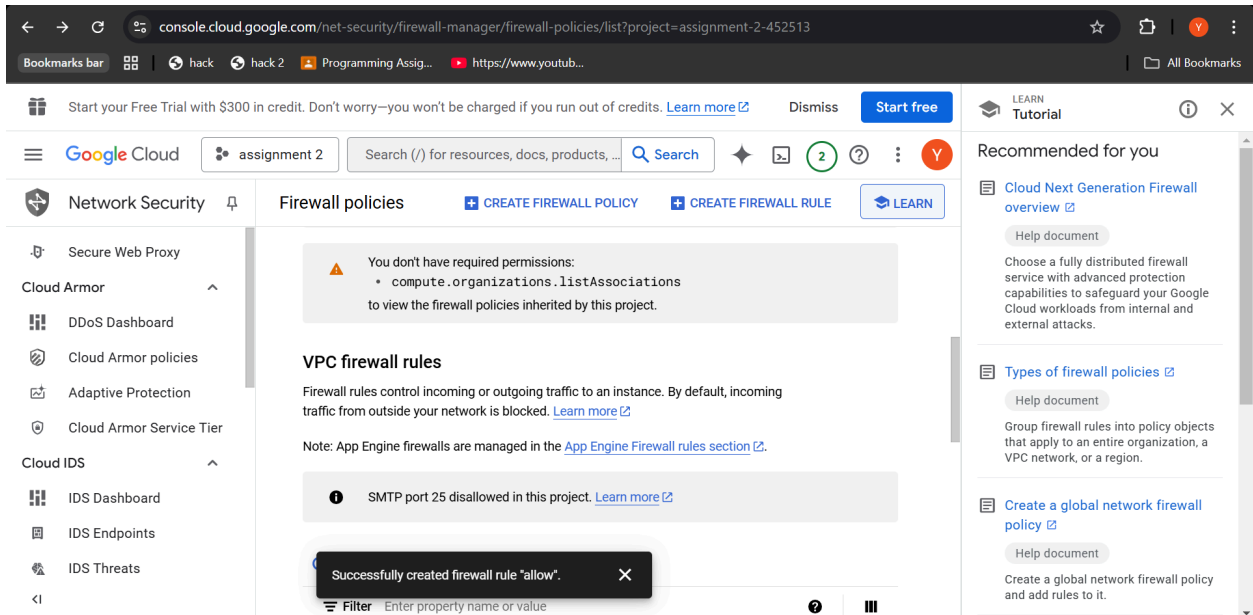 console.cloud.google.com/net-security/firewall-manager/firewall-policies/list?project=assignment-2-452513
Y
Bookmarks bar
hack
hack 2
Programming Assig...
https://www.youtub...
All Bookmarks
Start your Free Trial with $300 in credit. Don't worry—you won't be charged if you run out of credits. Learn more
Dismiss
Start free
Google Cloud
assignment 2
Search (/) for resources, docs, products, ...
Search
2
Y
Network Security
Firewall policies
CREATE FIREWALL POLICY
CREATE FIREWALL RULE
LEARN
Secure Web Proxy
Cloud Armor
DDoS Dashboard
Cloud Armor policies
Adaptive Protection
Cloud Armor Service Tier
Cloud IDS
IDS Dashboard
IDS Endpoints
IDS Threats
You don't have required permissions:
• compute.organizations.listAssociations
to view the firewall policies inherited by this project.
VPC firewall rules
Firewall rules control incoming or outgoing traffic to an instance. By default, incoming
traffic from outside your network is blocked. Learn more
Note: App Engine firewalls are managed in the App Engine Firewall rules section.
SMTP port 25 disallowed in this project. Learn more
Successfully created firewall rule "allow".
Filter Enter property name or value
LEARN
Tutorial
Recommended for you
Cloud Next Generation Firewall
overview
Help document
Choose a fully distributed firewall
service with advanced protection
capabilities to safeguard your Google
Cloud workloads from internal and
external attacks.
Types of firewall policies
Help document
Group firewall rules into policy objects
that apply to an entire organization, a
VPC network, or a region.
Create a global network firewall
policy
Help document
Create a global network firewall policy
and add rules to it.